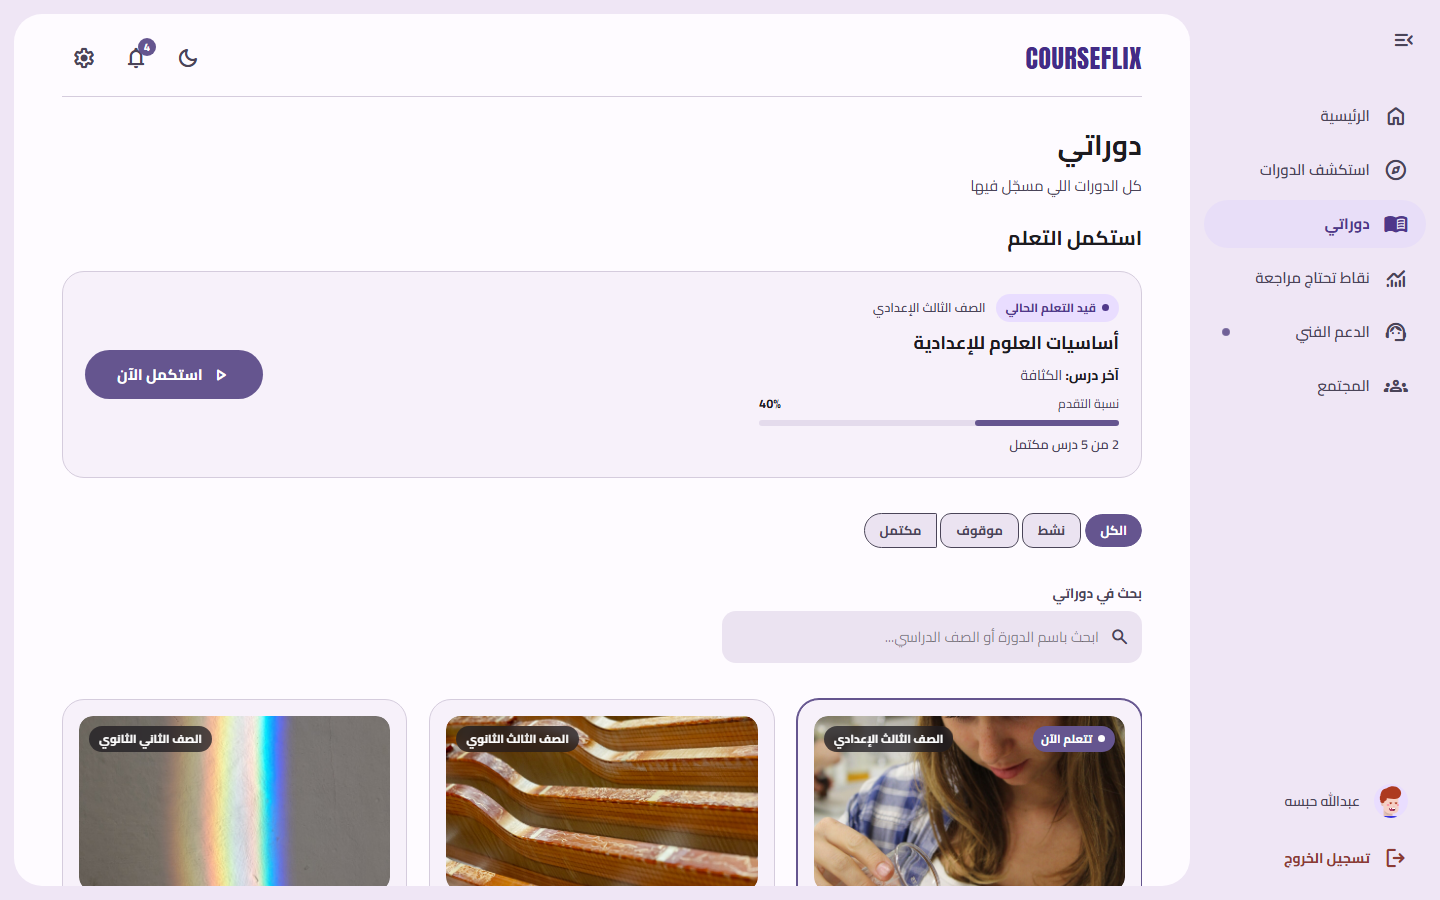 COURSEFLIX
4
الرئيسية
استكشف الدورات
دوراتي
نقاط تحتاج مراجعة
الدعم الفني
المجتمع
عبدالله حبسه
تسجيل الخروج
دوراتي
كل الدورات اللي مسجّل فيها
استكمل التعلم
قيد التعلم الحالي
الصف الثالث الإعدادي
أساسيات العلوم للإعدادية
آخر درس: الكثافة
نسبة التقدم
40%
2 من 5 درس مكتمل
استكمل الآن
الكل
نشط
موقوف
مكتمل
بحث في دوراتي
ابحث باسم الدورة أو الصف الدراسي...
تتعلم الآن
الصف الثالث الإعدادي
الصف الثالث الثانوي
الصف الثاني الثانوي